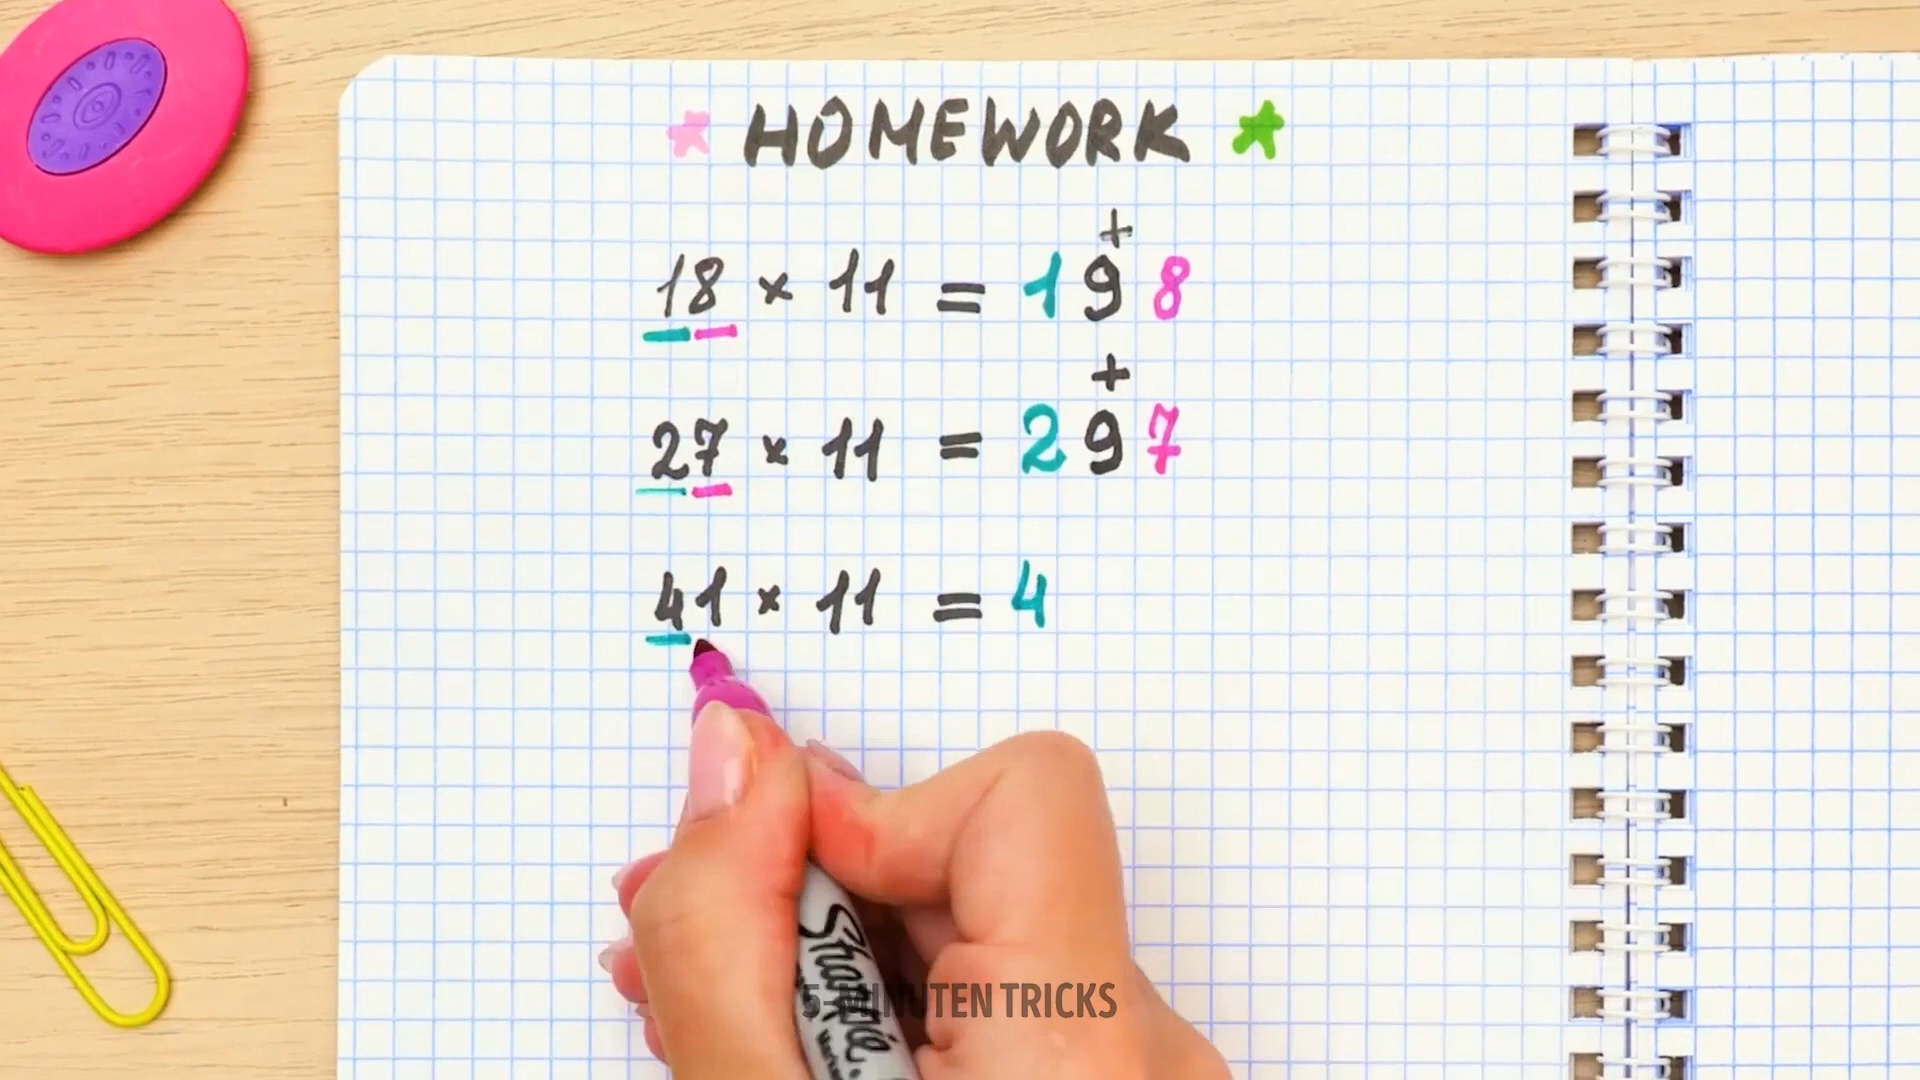 HOMEWORK
+
18 × 11 = 198
+
27 × 11 = 297
41 × 11 = 4
Sharpie.
5-MINUTEN TRICKS